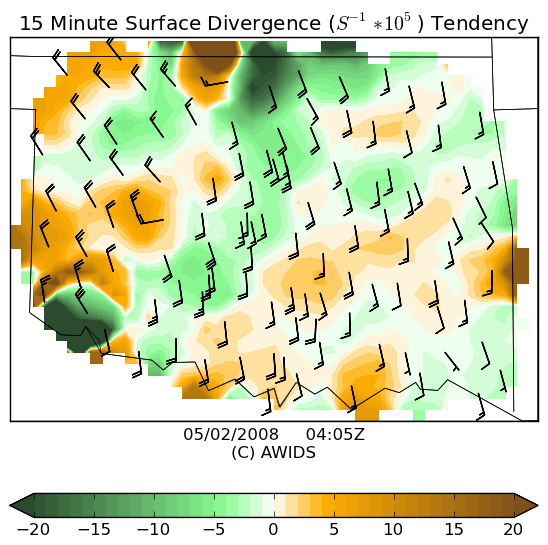 15 Minute Surface Divergence (S⁻¹ *10⁵ ) Tendency
05/02/2008 04:05Z
(C) AWIDS
−20 −15 −10 −5 0 5 10 15 20